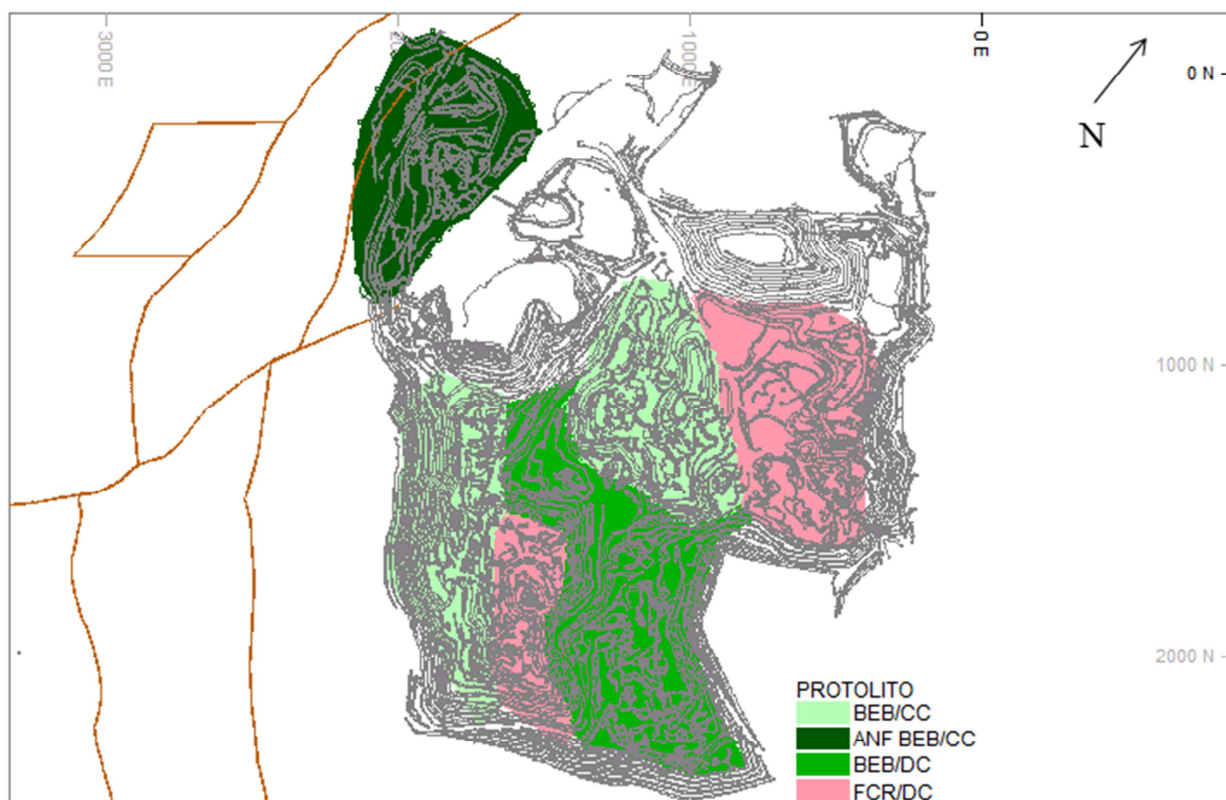 3000 E
1000 E
0 E
0 N
N
1000 N
2000 N
PROTOLITO
BEB/CC
ANF BEB/CC
BEB/DC
FCR/DC